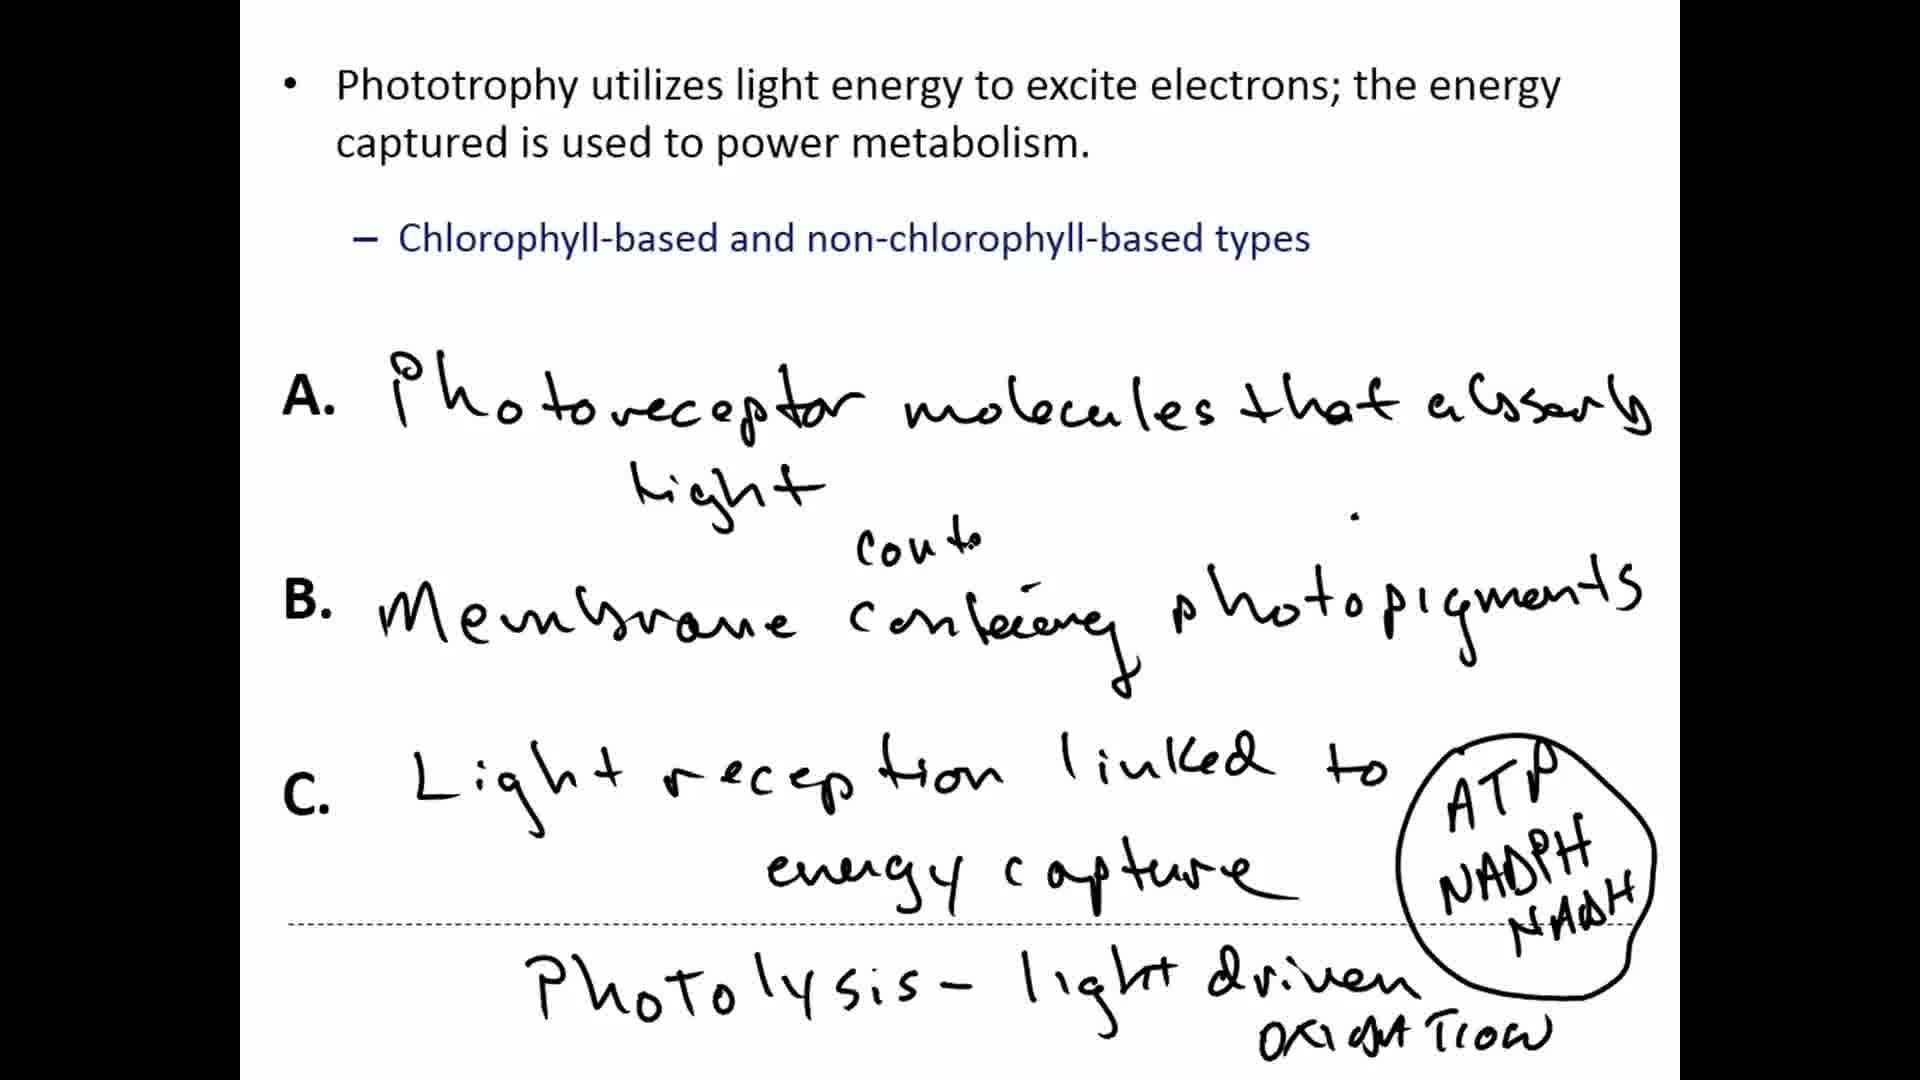 • Phototrophy utilizes light energy to excite electrons; the energy
captured is used to power metabolism.
– Chlorophyll-based and non-chlorophyll-based types
A. Photoreceptor molecules that absorb
light
conta
B. Membrane containing photopigments
C. Light reception linked to
energy capture
ATP
NADPH
NADH
Photolysis - light driven
OXIDATION